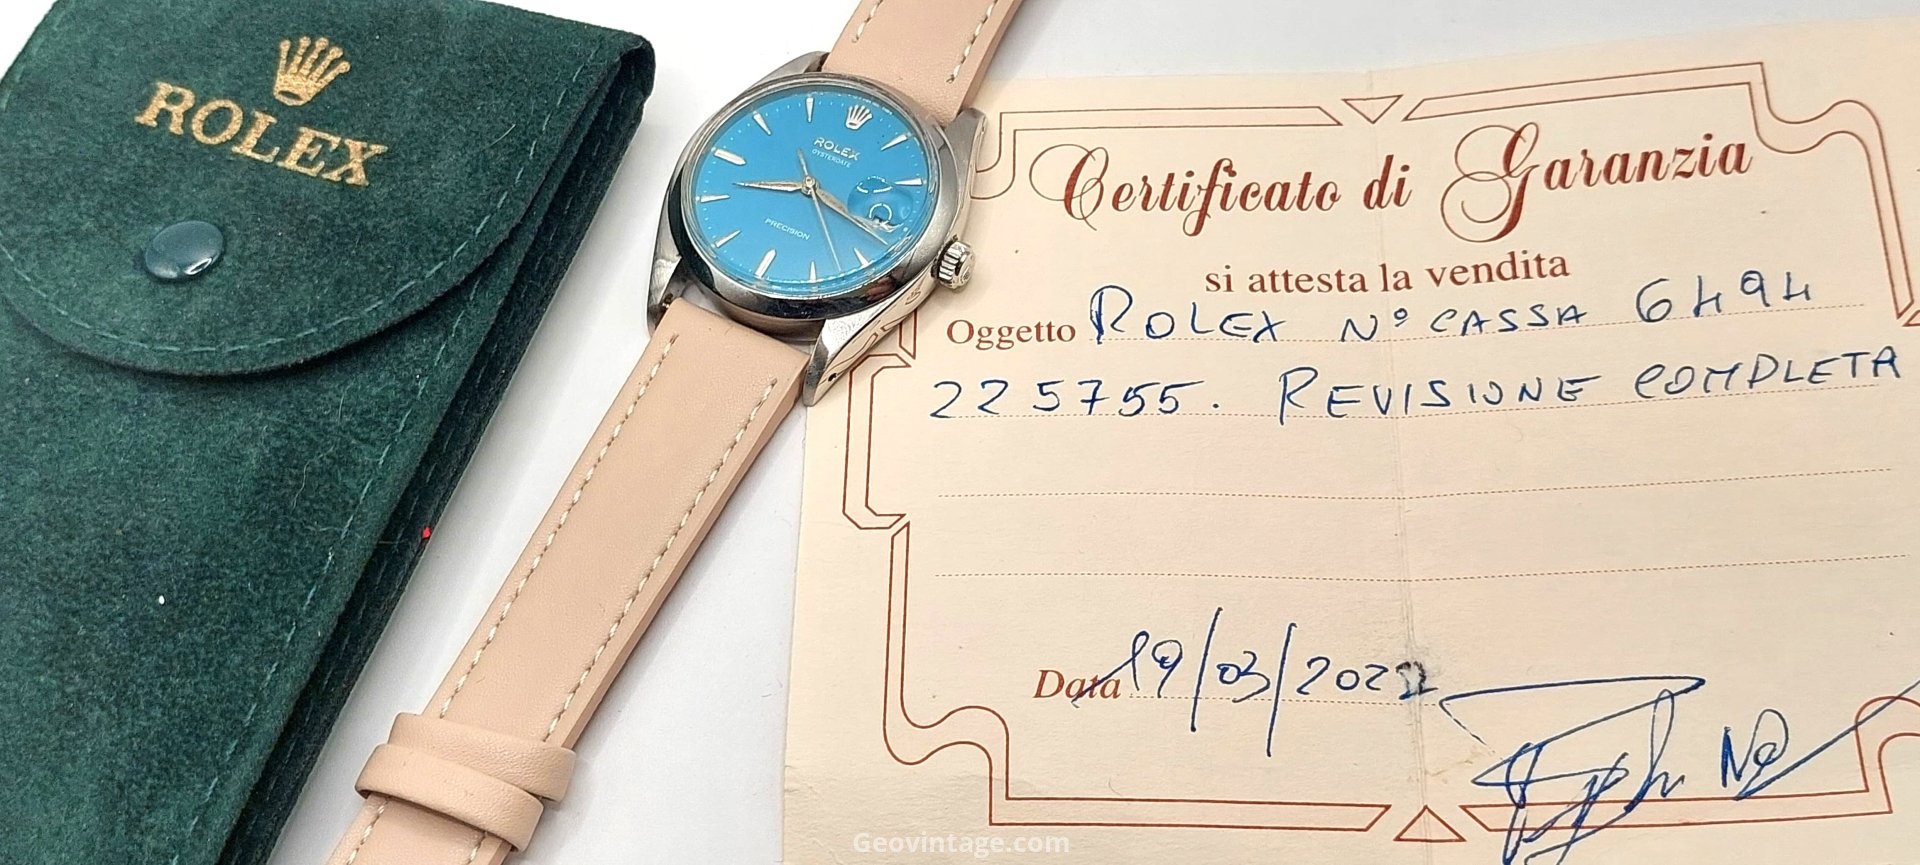 ROLEX
ROLEX
OYSTERDATE
PRECISION
Certificato di Garanzia
si attesta la vendita
Oggetto ROLEX N° CASSA 6494
225755. REVISIONE COMPLETA
Data 19/03/2022
Geovintage.com